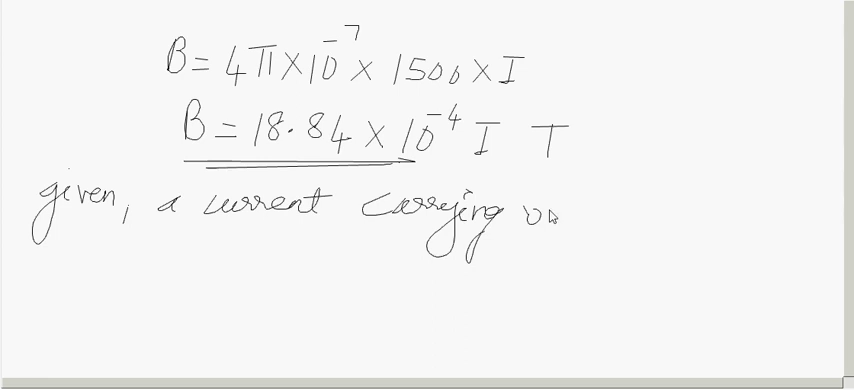 B = 4π × 10⁻⁷ × 1500 × I
B = 18.84 × 10⁻⁴ I T
given, a current carrying